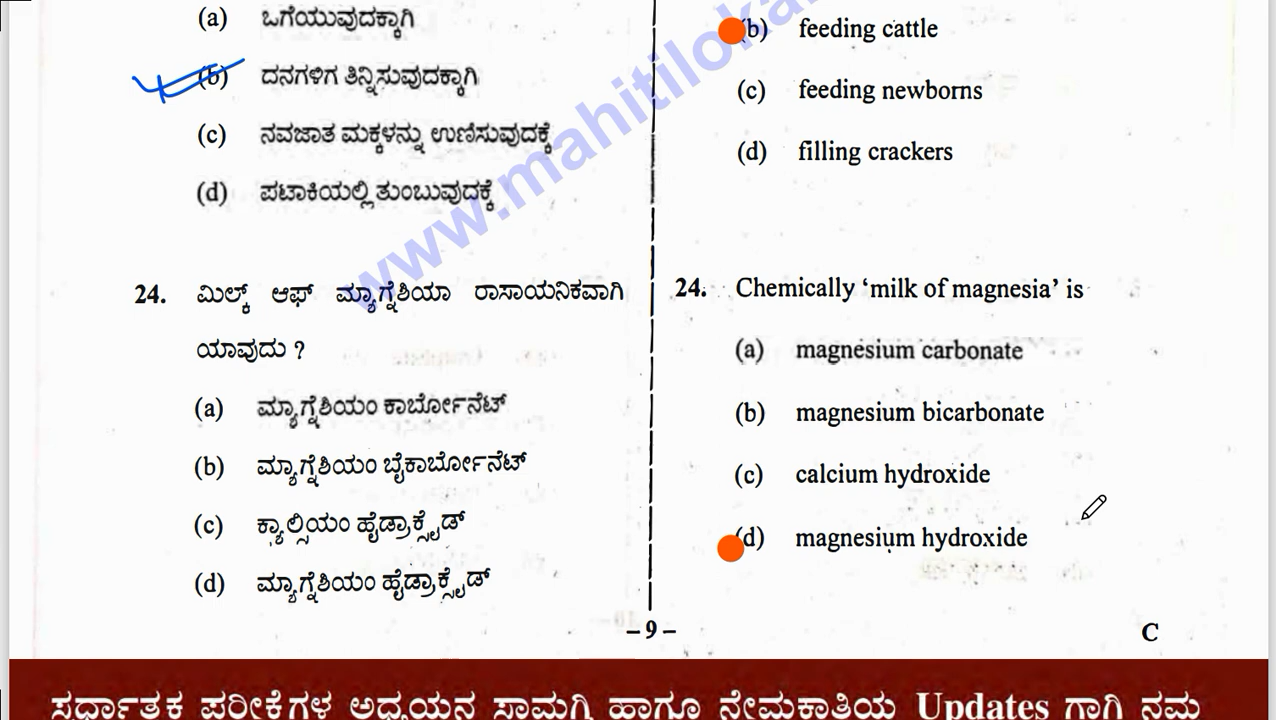 (a) ಒಗೆಯುವುದಕ್ಕಾಗಿ
(b) ದನಗಳಿಗೆ ತಿನ್ನಿಸುವುದಕ್ಕಾಗಿ
(c) ನವಜಾತ ಮಕ್ಕಳನ್ನು ಉಣಿಸುವುದಕ್ಕೆ
(d) ಪಟಾಕಿಯಲ್ಲಿ ತುಂಬುವುದಕ್ಕೆ
24. ಮಿಲ್ಕ್ ಆಫ್ ಮ್ಯಾಗ್ನೆಶಿಯಾ ರಾಸಾಯನಿಕವಾಗಿ
ಯಾವುದು ?
(a) ಮ್ಯಾಗ್ನೆಶಿಯಂ ಕಾರ್ಬೋನೆಟ್
(b) ಮ್ಯಾಗ್ನೆಶಿಯಂ ಬೈಕಾರ್ಬೋನೆಟ್
(c) ಕ್ಯಾಲ್ಸಿಯಂ ಹೈಡ್ರಾಕ್ಸೈಡ್
(d) ಮ್ಯಾಗ್ನೆಶಿಯಂ ಹೈಡ್ರಾಕ್ಸೈಡ್
(b) feeding cattle
(c) feeding newborns
(d) filling crackers
24. Chemically ‘milk of magnesia’ is
(a) magnesium carbonate
(b) magnesium bicarbonate
(c) calcium hydroxide
(d) magnesium hydroxide
– 9 –
C
www.mahitiloka
ಸ್ಪರ್ಧಾತ್ಮಕ ಪರೀಕ್ಷೆಗಳ ಅಧ್ಯಯನ ಸಾಮಗ್ರಿ ಹಾಗೂ ನೇಮಕಾತಿಯ Updates ಗಾಗಿ ನಮ್ಮ